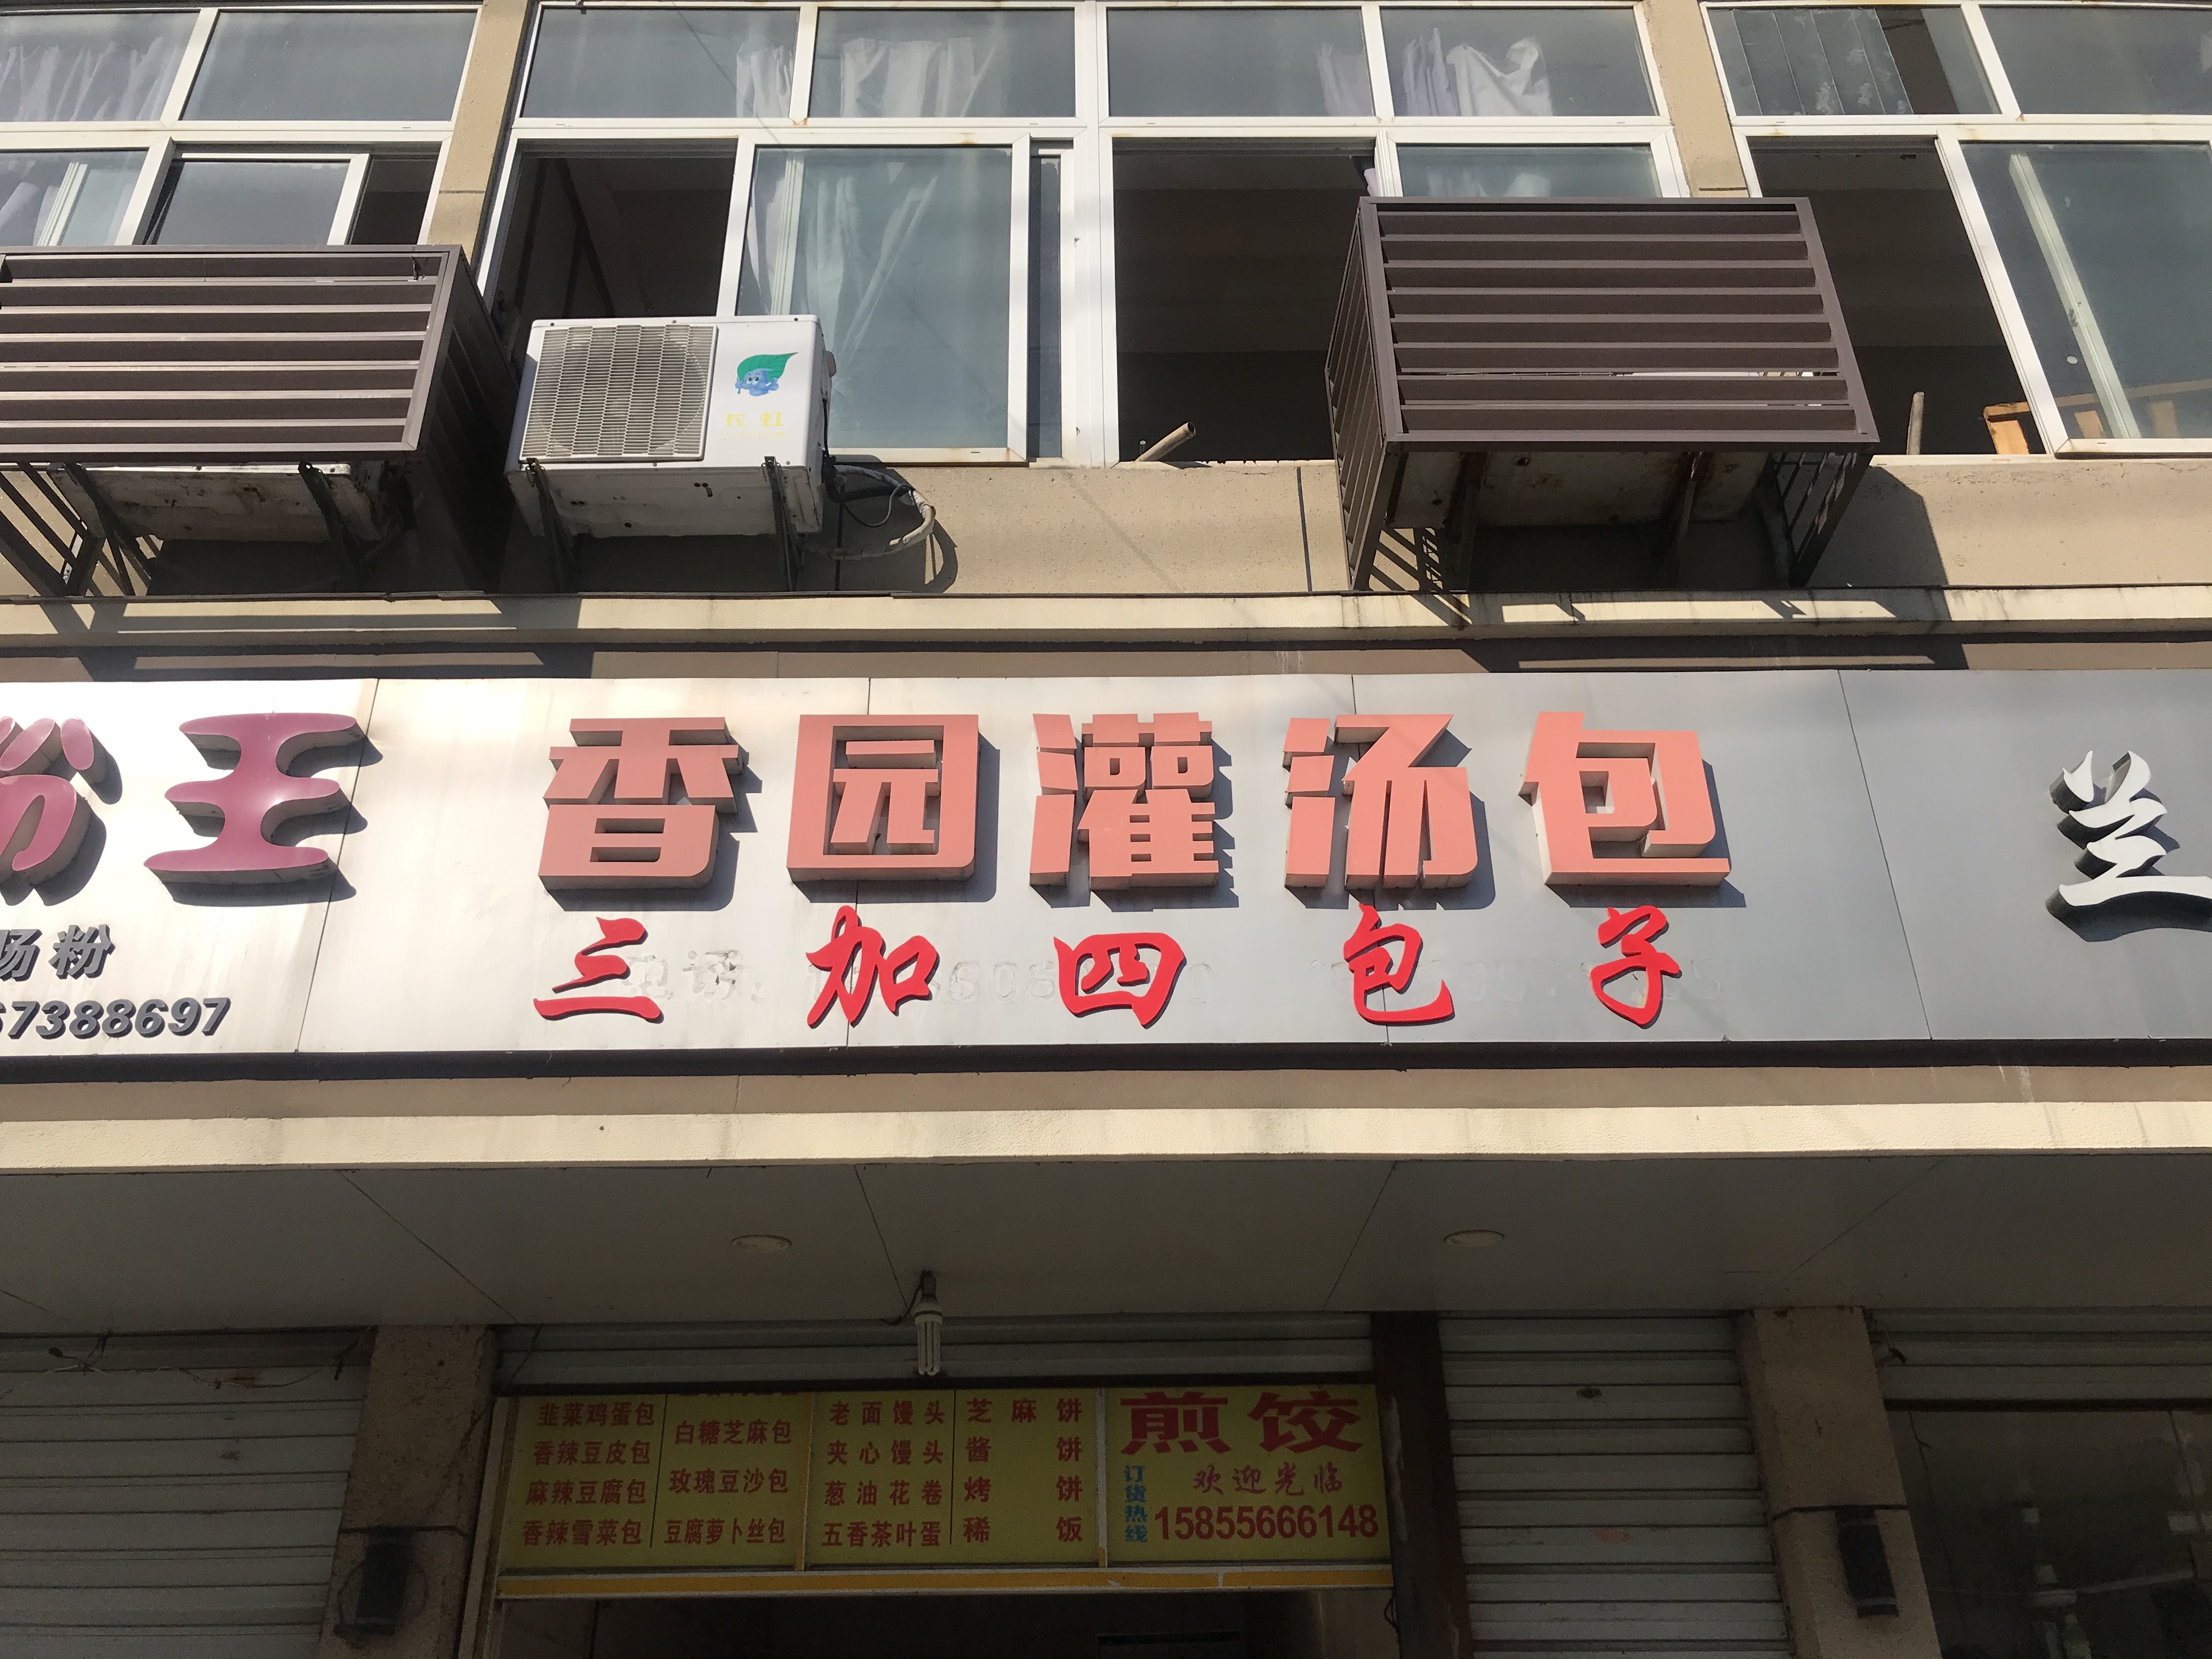 长虹
粉王
肠粉
67388697
香园灌汤包
三加四包子
兰
韭菜鸡蛋包
香辣豆皮包
麻辣豆腐包
香辣雪菜包
白糖芝麻包
玫瑰豆沙包
豆腐萝卜丝包
老面馒头
夹心馒头
葱油花卷
五香茶叶蛋
芝麻饼
酱饼
烤饼
稀饭
煎饺
欢迎光临
订货热线
15855666148